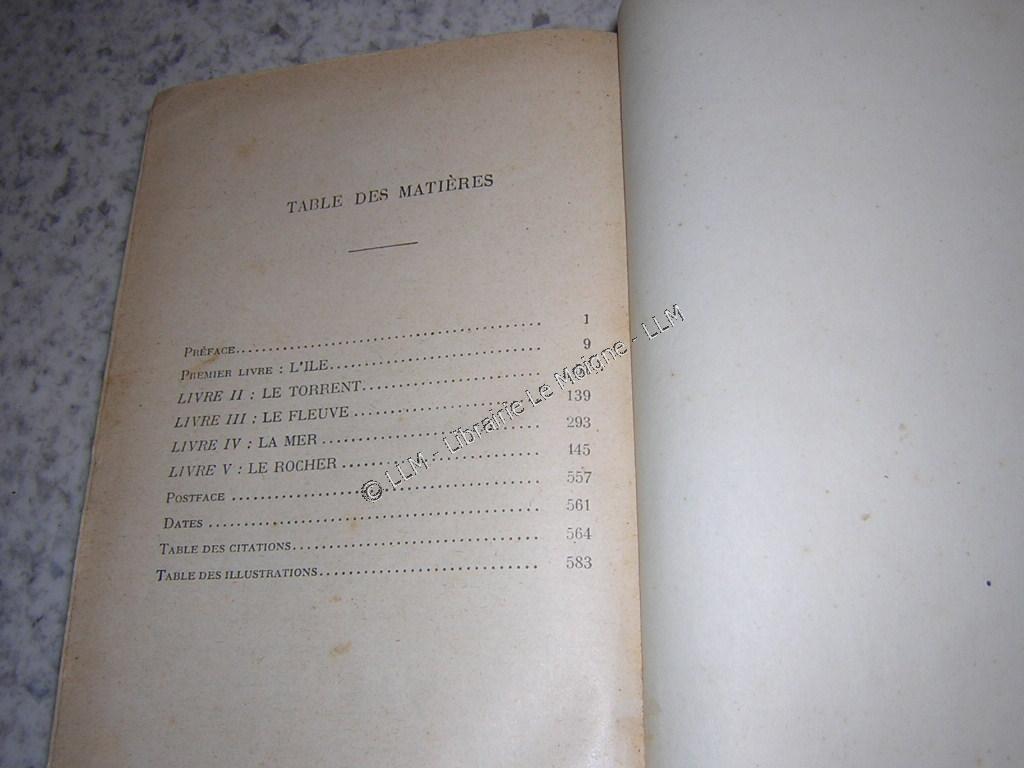 TABLE DES MATIÈRES
PRÉFACE 1
PREMIER LIVRE : L'ILE 9
LIVRE II : LE TORRENT
LIVRE III : LE FLEUVE 139
LIVRE IV : LA MER 293
LIVRE V : LE ROCHER 145
POSTFACE 557
DATES 561
TABLE DES CITATIONS 564
TABLE DES ILLUSTRATIONS 583
© LLM - Librairie Le Moigne - LLM